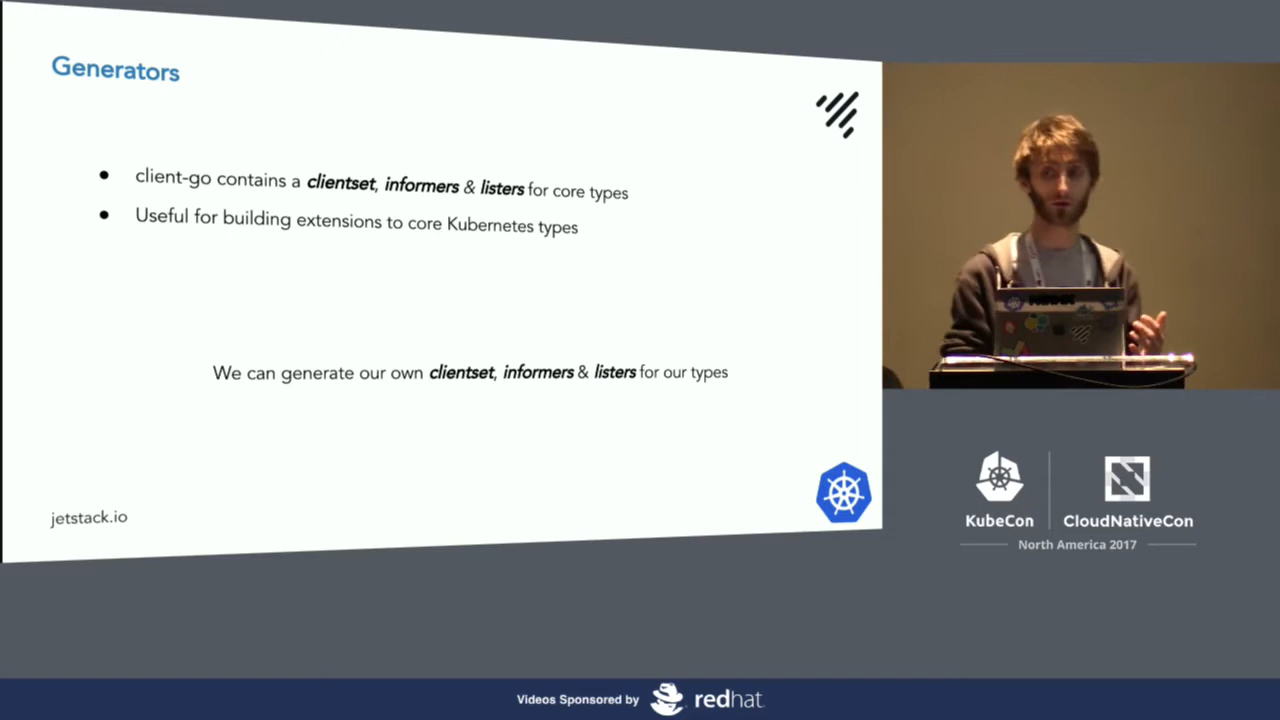 Generators
client-go contains a clientset, informers & listers for core types
Useful for building extensions to core Kubernetes types
We can generate our own clientset, informers & listers for our types
jetstack.io
KubeCon
CloudNativeCon
North America 2017
Videos Sponsored by
redhat